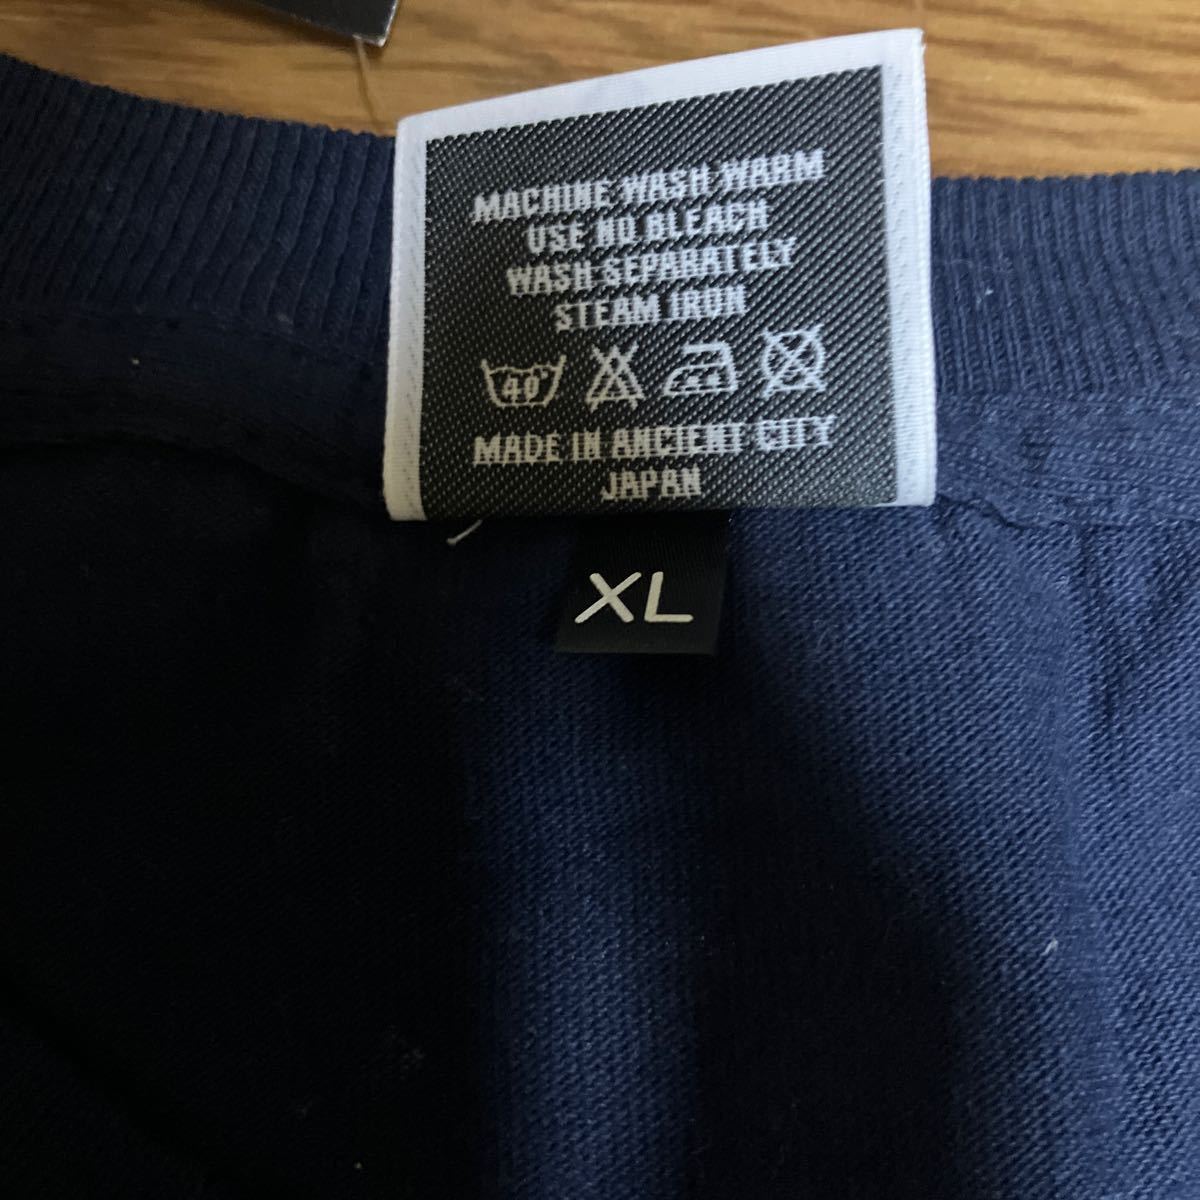 MACHINE WASH WARM
USE NO BLEACH
WASH SEPARATELY
STEAM IRON
40°
MADE IN ANCIENT CITY
JAPAN
XL